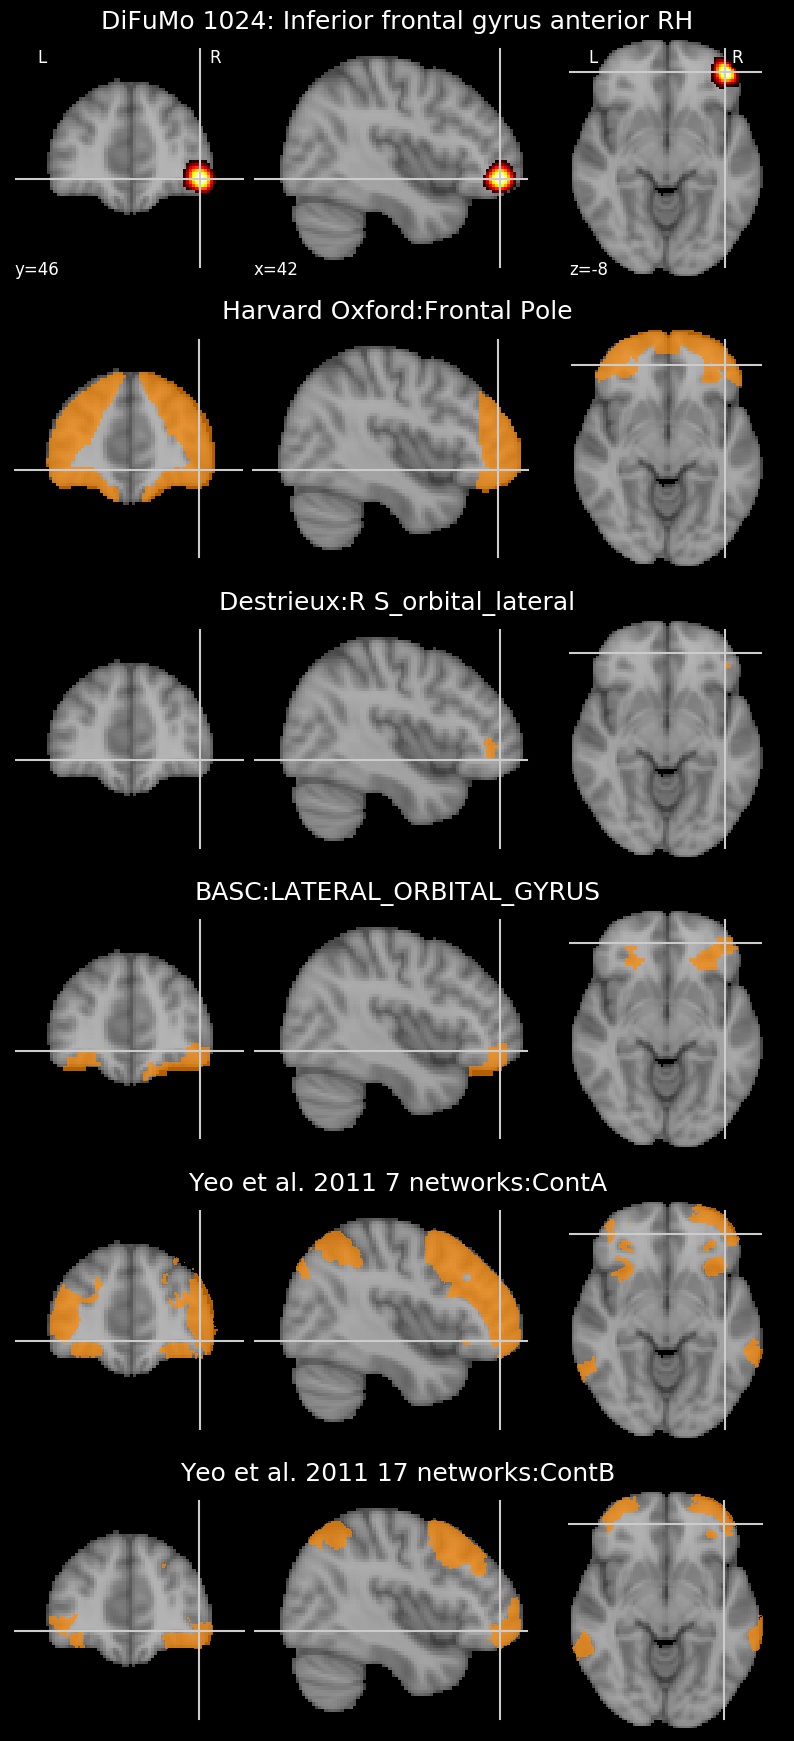 DiFuMo 1024: Inferior frontal gyrus anterior RH
L R L R
y=46 x=42 z=-8
Harvard Oxford:Frontal Pole
Destrieux:R S_orbital_lateral
BASC:LATERAL_ORBITAL_GYRUS
Yeo et al. 2011 7 networks:ContA
Yeo et al. 2011 17 networks:ContB